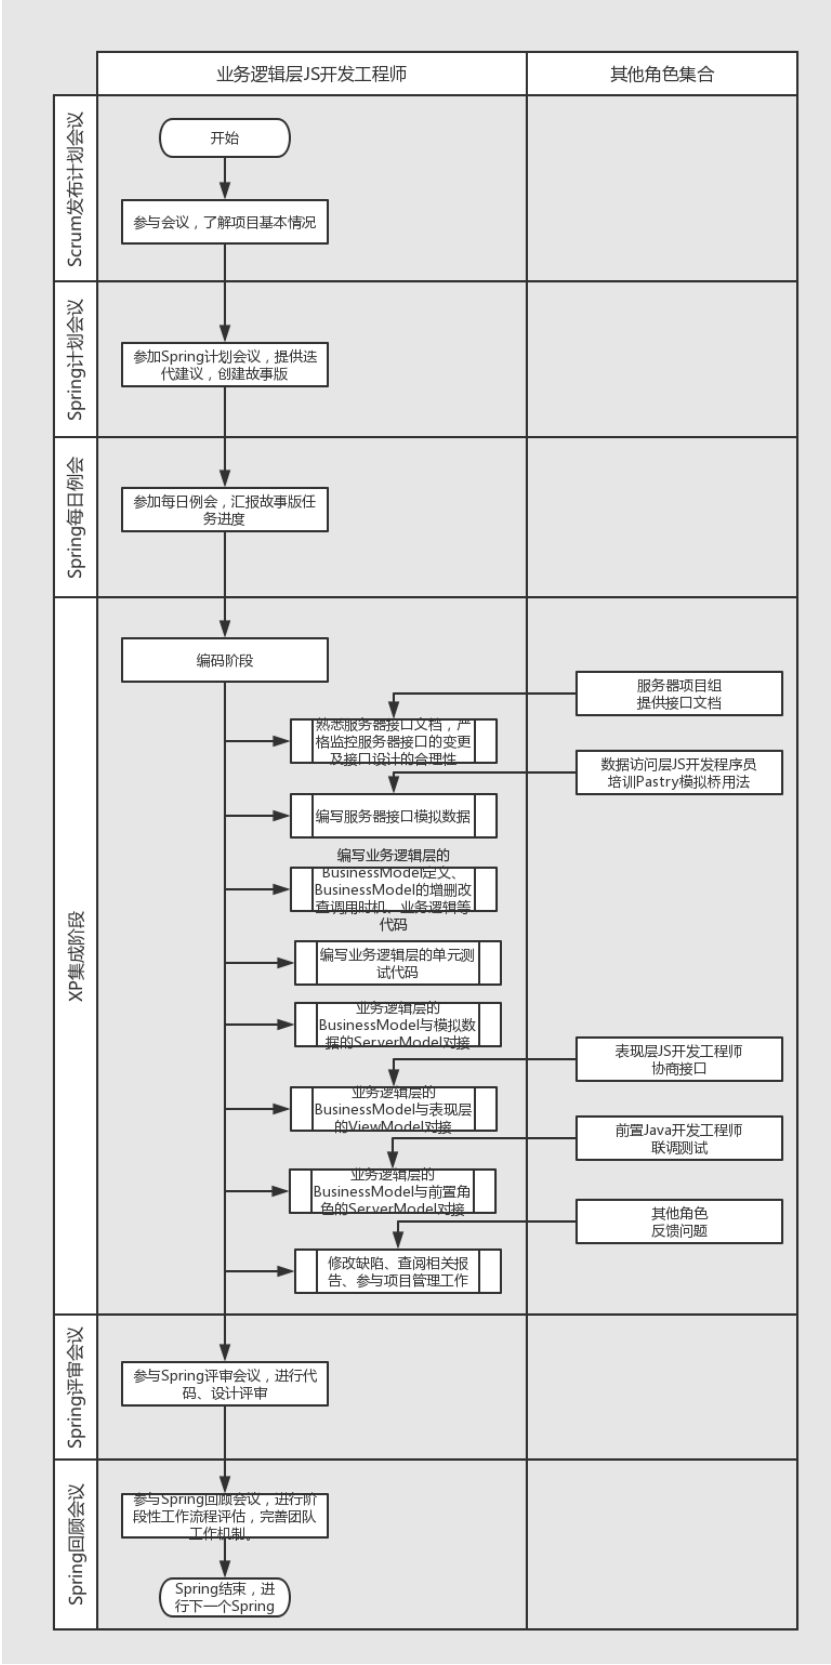 业务逻辑层JS开发工程师
其他角色集合
Scrum发布计划会议
开始
参与会议，了解项目基本情况
Spring计划会议
参加Spring计划会议，提供迭
代建议，创建故事版
Spring每日例会
参加每日例会，汇报故事版任
务进度
XP集成阶段
编码阶段
服务器项目组
提供接口文档
熟悉服务器接口文档，严
格监控服务器接口的变更
及接口设计的合理性
数据访问层JS开发程序员
培训Pastry模拟桥用法
编写服务器接口模拟数据
编写业务逻辑层的
BusinessModel定义、
BusinessModel的增删改
查调用时机、业务逻辑等
代码
编写业务逻辑层的单元测
试代码
业务逻辑层的
BusinessModel与模拟数
据的ServerModel对接
表现层JS开发工程师
协商接口
业务逻辑层的
BusinessModel与表现层
的ViewModel对接
前置Java开发工程师
联调测试
业务逻辑层的
BusinessModel与前置角
色的ServerModel对接
其他角色
反馈问题
修改缺陷、查阅相关报
告、参与项目管理工作
Spring评审会议
参与Spring评审会议，进行代
码、设计评审
Spring回顾会议
参与Spring回顾会议，进行阶
段性工作流程评估，完善团队
工作机制。
Spring结束，进
行下一个Spring